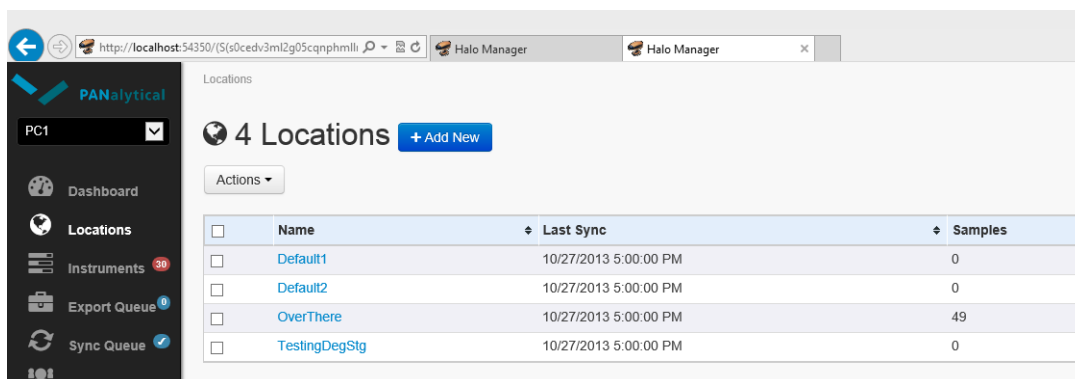 http://localhost:54350/(S(s0cedv3ml2g05cqnphmlli
Halo Manager
Halo Manager
PANalytical
PC1
Dashboard
Locations
Instruments 30
Export Queue 0
Sync Queue
Locations
4 Locations
+ Add New
Actions
Name Last Sync Samples
Default1 10/27/2013 5:00:00 PM 0
Default2 10/27/2013 5:00:00 PM 0
OverThere 10/27/2013 5:00:00 PM 49
TestingDegStg 10/27/2013 5:00:00 PM 0